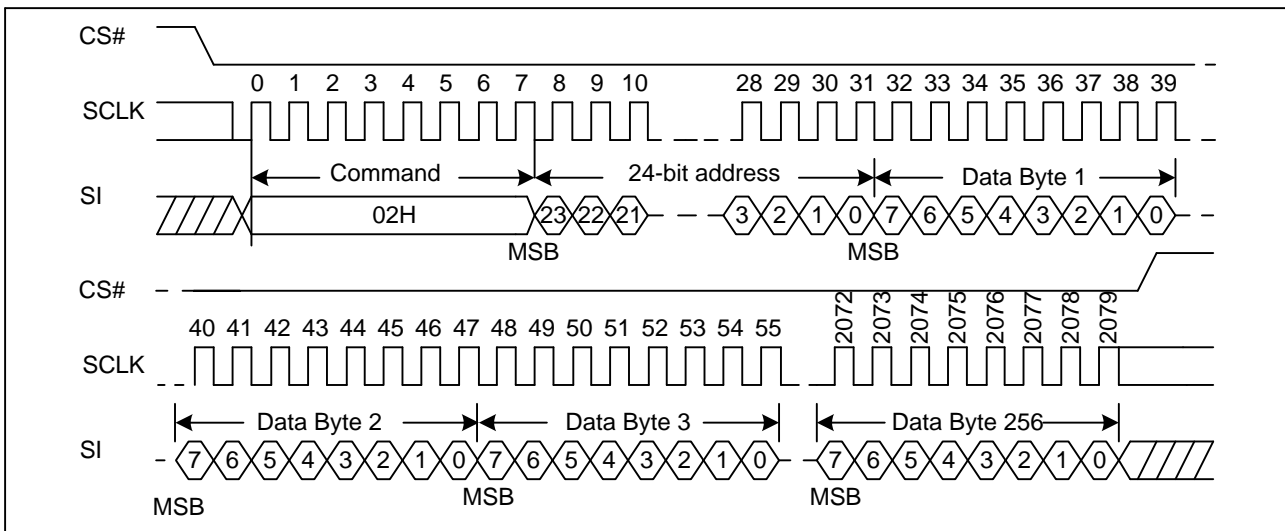 CS#
0 1 2 3 4 5 6 7 8 9 10 28 29 30 31 32 33 34 35 36 37 38 39
SCLK
Command 24-bit address Data Byte 1
SI
02H 23 22 21 3 2 1 0 7 6 5 4 3 2 1 0
MSB MSB
CS#
40 41 42 43 44 45 46 47 48 49 50 51 52 53 54 55 2072 2073 2074 2075 2076 2077 2078 2079
SCLK
Data Byte 2 Data Byte 3 Data Byte 256
SI
7 6 5 4 3 2 1 0 7 6 5 4 3 2 1 0 7 6 5 4 3 2 1 0
MSB MSB MSB